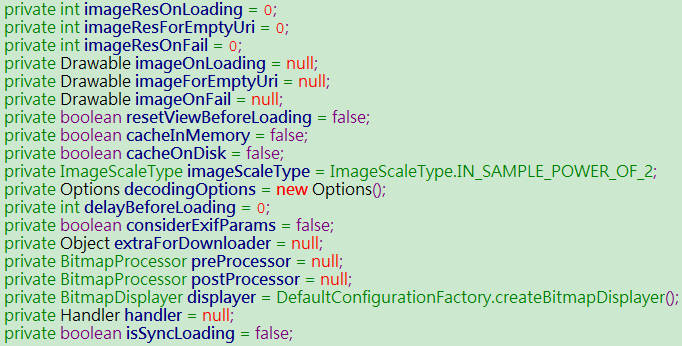 private int imageResOnLoading = 0;
private int imageResForEmptyUri = 0;
private int imageResOnFail = 0;
private Drawable imageOnLoading = null;
private Drawable imageForEmptyUri = null;
private Drawable imageOnFail = null;
private boolean resetViewBeforeLoading = false;
private boolean cacheInMemory = false;
private boolean cacheOnDisk = false;
private ImageScaleType imageScaleType = ImageScaleType.IN_SAMPLE_POWER_OF_2;
private Options decodingOptions = new Options();
private int delayBeforeLoading = 0;
private boolean considerExifParams = false;
private Object extraForDownloader = null;
private BitmapProcessor preProcessor = null;
private BitmapProcessor postProcessor = null;
private BitmapDisplayer displayer = DefaultConfigurationFactory.createBitmapDisplayer();
private Handler handler = null;
private boolean isSyncLoading = false;